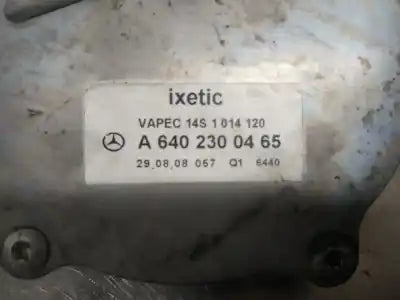 ixetic
VAPEC 14S 1 014 120
A 640 230 04 65
29.08.08 057 Q1 6440